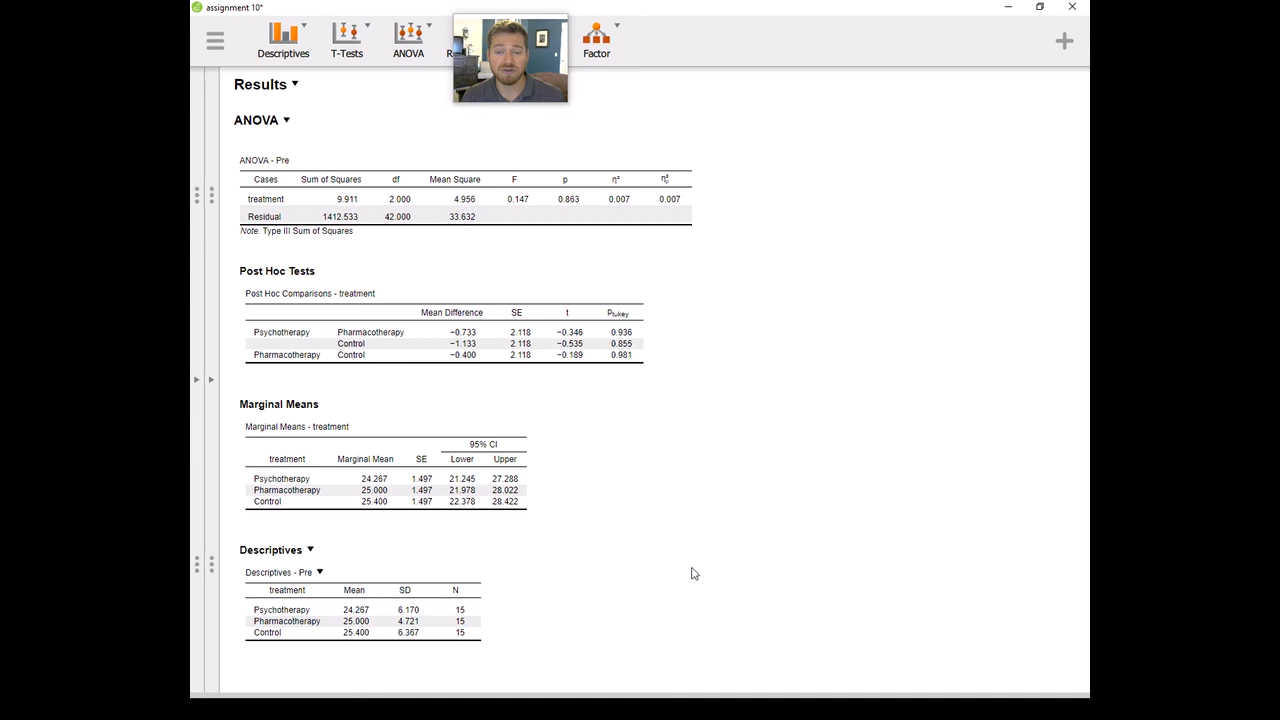 assignment 10*
Descriptives T-Tests ANOVA R Factor
Results
ANOVA
ANOVA - Pre
Cases Sum of Squares df Mean Square F p η² η²p
treatment 9.911 2.000 4.956 0.147 0.863 0.007 0.007
Residual 1412.533 42.000 33.632
Note. Type III Sum of Squares
Post Hoc Tests
Post Hoc Comparisons - treatment
Mean Difference SE t Ptukey
Psychotherapy Pharmacotherapy −0.733 2.118 −0.346 0.936
Control −1.133 2.118 −0.535 0.855
Pharmacotherapy Control −0.400 2.118 −0.189 0.981
Marginal Means
Marginal Means - treatment
95% CI
treatment Marginal Mean SE Lower Upper
Psychotherapy 24.267 1.497 21.245 27.288
Pharmacotherapy 25.000 1.497 21.978 28.022
Control 25.400 1.497 22.378 28.422
Descriptives
Descriptives - Pre
treatment Mean SD N
Psychotherapy 24.267 6.170 15
Pharmacotherapy 25.000 4.721 15
Control 25.400 6.367 15